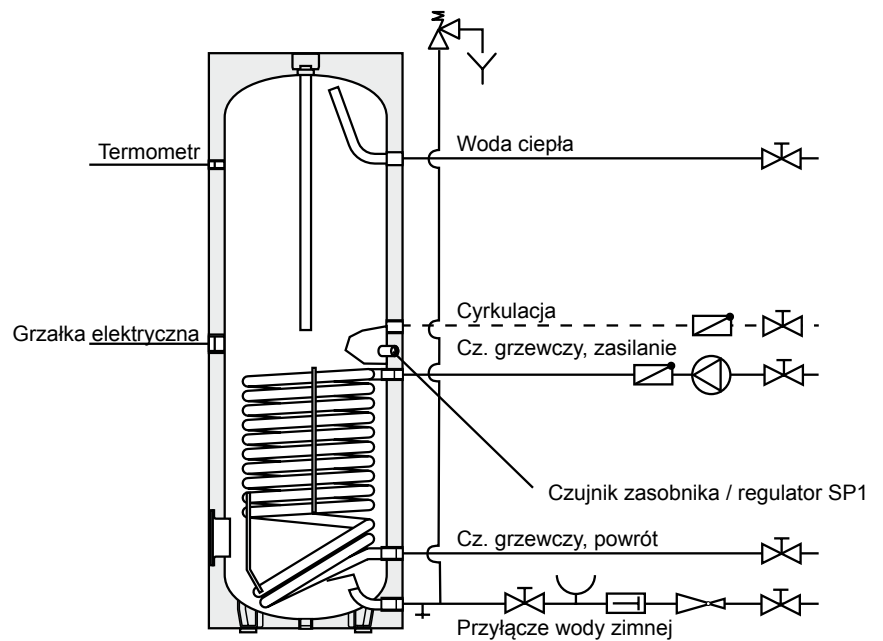 Termometr
Woda ciepła
Cyrkulacja
Grzałka elektryczna
Cz. grzewczy, zasilanie
Czujnik zasobnika / regulator SP1
Cz. grzewczy, powrót
Przyłącze wody zimnej